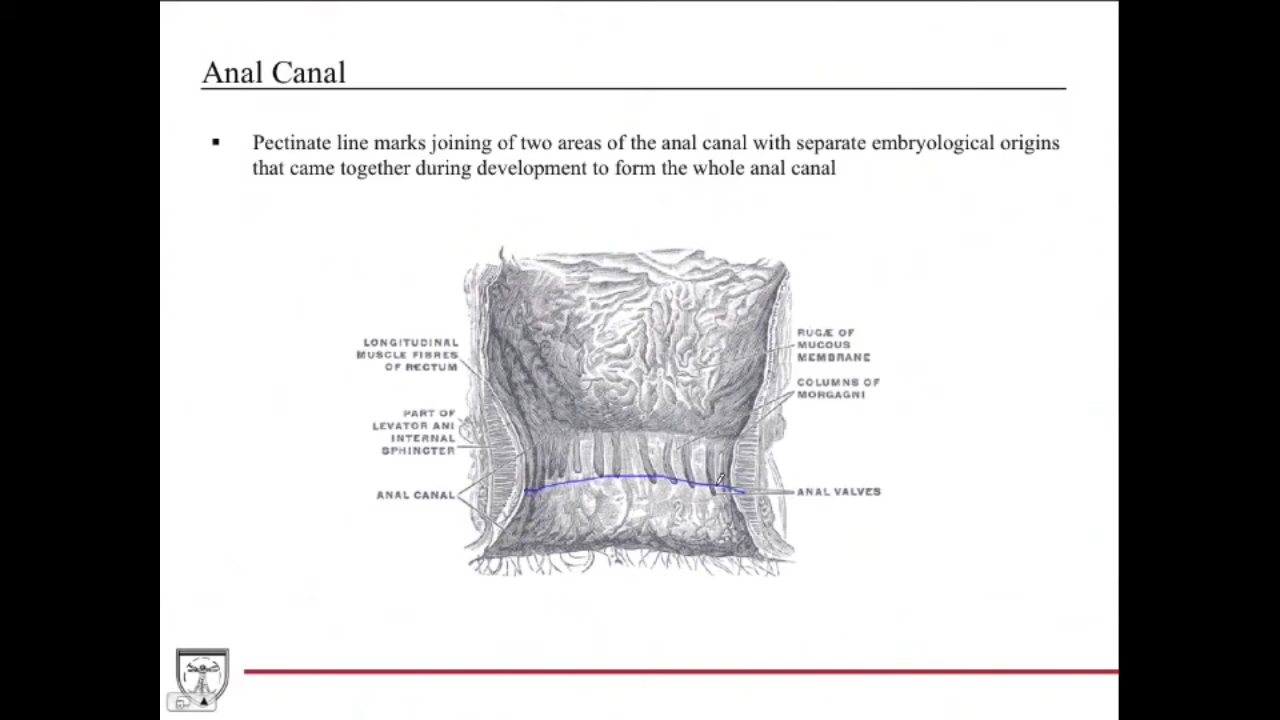 Anal Canal
▪ Pectinate line marks joining of two areas of the anal canal with separate embryological origins
that came together during development to form the whole anal canal
LONGITUDINAL
MUSCLE FIBRES
OF RECTUM
PART OF
LEVATOR ANI
INTERNAL
SPHINCTER
ANAL CANAL
RUGÆ OF
MUCOUS
MEMBRANE
COLUMNS OF
MORGAGNI
ANAL VALVES